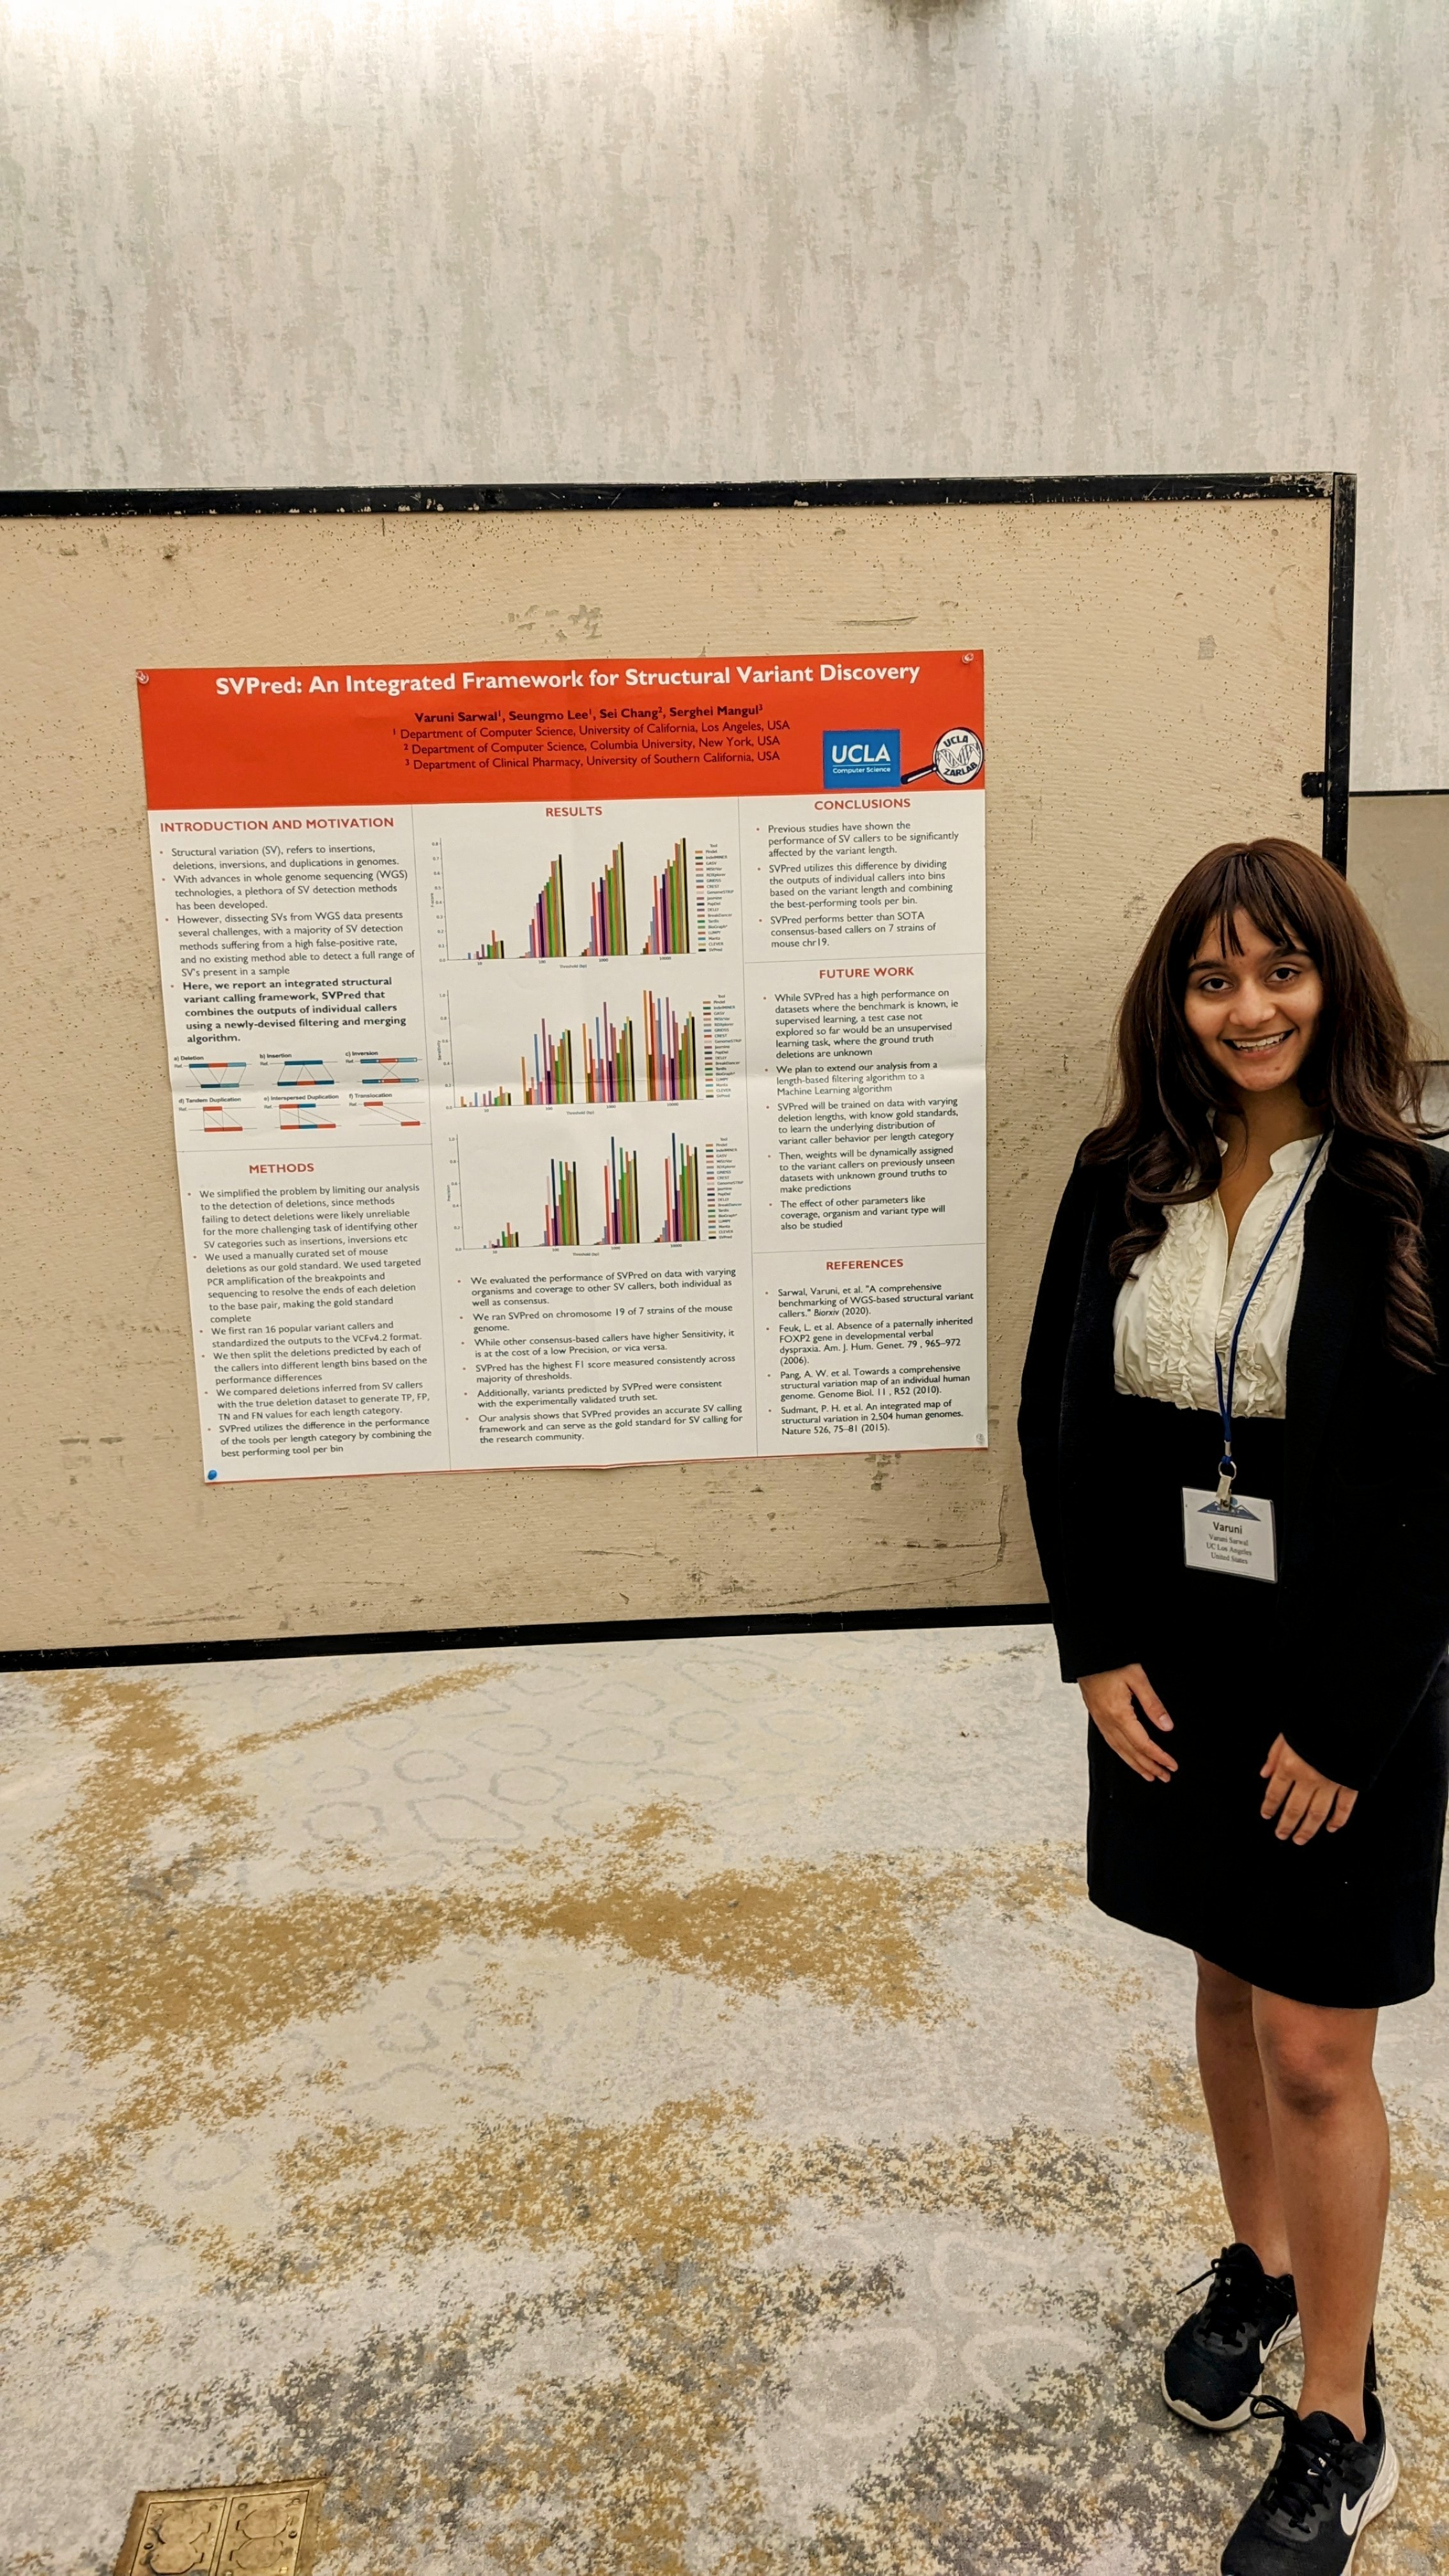 SVPred: An Integrated Framework for Structural Variant Discovery
Varuni Sarwal¹, Seungmo Lee¹, Sei Chang², Serghei Mangul³
¹ Department of Computer Science, University of California, Los Angeles, USA
² Department of Computer Science, Columbia University, New York, USA
³ Department of Clinical Pharmacy, University of Southern California, USA
UCLA
Computer Science
UCLA
ZARLAB
INTRODUCTION AND MOTIVATION
• Structural variation (SV), refers to insertions,
deletions, inversions, and duplications in genomes.
• With advances in whole genome sequencing (WGS)
technologies, a plethora of SV detection methods
has been developed.
• However, dissecting SVs from WGS data presents
several challenges, with a majority of SV detection
methods suffering from a high false-positive rate,
and no existing method able to detect a full range of
SV's present in a sample
• Here, we report an integrated structural
variant calling framework, SVPred that
combines the outputs of individual callers
using a newly-devised filtering and merging
algorithm.
a) Deletion
b) Insertion
c) Inversion
Ref.
Ref.
Ref.
d) Tandem Duplication
e) Interspersed Duplication
f) Translocation
Ref.
Ref.
Ref.
METHODS
• We simplified the problem by limiting our analysis
to the detection of deletions, since methods
failing to detect deletions were likely unreliable
for the more challenging task of identifying other
SV categories such as insertions, inversions etc
• We used a manually curated set of mouse
deletions as our gold standard. We used targeted
PCR amplification of the breakpoints and
sequencing to resolve the ends of each deletion
to the base pair, making the gold standard
complete
• We first ran 16 popular variant callers and
standardized the outputs to the VCFv4.2 format.
• We then split the deletions predicted by each of
the callers into different length bins based on the
performance differences
• We compared deletions inferred from SV callers
with the true deletion dataset to generate TP, FP,
TN and FN values for each length category.
• SVPred utilizes the difference in the performance
of the tools per length category by combining the
best performing tool per bin
RESULTS
• We evaluated the performance of SVPred on data with varying
organisms and coverage to other SV callers, both individual as
well as consensus.
• We ran SVPred on chromosome 19 of 7 strains of the mouse
genome.
• While other consensus-based callers have higher Sensitivity, it
is at the cost of a low Precision, or vica versa.
• SVPred has the highest F1 score measured consistently across
majority of thresholds.
• Additionally, variants predicted by SVPred were consistent
with the experimentally validated truth set.
• Our analysis shows that SVPred provides an accurate SV calling
framework and can serve as the gold standard for SV calling for
the research community.
CONCLUSIONS
• Previous studies have shown the
performance of SV callers to be significantly
affected by the variant length.
• SVPred utilizes this difference by dividing
the outputs of individual callers into bins
based on the variant length and combining
the best-performing tools per bin.
• SVPred performs better than SOTA
consensus-based callers on 7 strains of
mouse chr19.
FUTURE WORK
• While SVPred has a high performance on
datasets where the benchmark is known, ie
supervised learning, a test case not
explored so far would be an unsupervised
learning task, where the ground truth
deletions are unknown
• We plan to extend our analysis from a
length-based filtering algorithm to a
Machine Learning algorithm
• SVPred will be trained on data with varying
deletion lengths, with know gold standards,
to learn the underlying distribution of
variant caller behavior per length category
• Then, weights will be dynamically assigned
to the variant callers on previously unseen
datasets with unknown ground truths to
make predictions
• The effect of other parameters like
coverage, organism and variant type will
also be studied
REFERENCES
• Sarwal, Varuni, et al. "A comprehensive
benchmarking of WGS-based structural variant
callers." Biorxiv (2020).
• Feuk, L. et al. Absence of a paternally inherited
FOXP2 gene in developmental verbal
dyspraxia. Am. J. Hum. Genet. 79 , 965–972
(2006).
• Pang, A. W. et al. Towards a comprehensive
structural variation map of an individual human
genome. Genome Biol. 11 , R52 (2010).
• Sudmant, P. H. et al. An integrated map of
structural variation in 2,504 human genomes.
Nature 526, 75–81 (2015).
Varuni
Varuni Sarwal
UC Los Angeles
United States